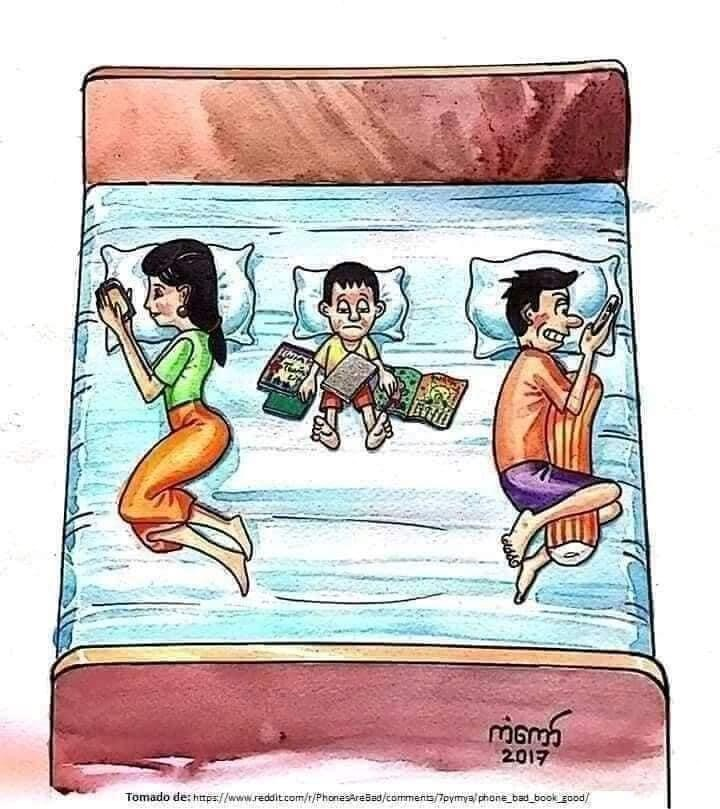 ကံကော်
2017
Tomado de: https://www.reddit.com/r/PhonesAreBad/comments/7pymya/phone_bad_book_good/